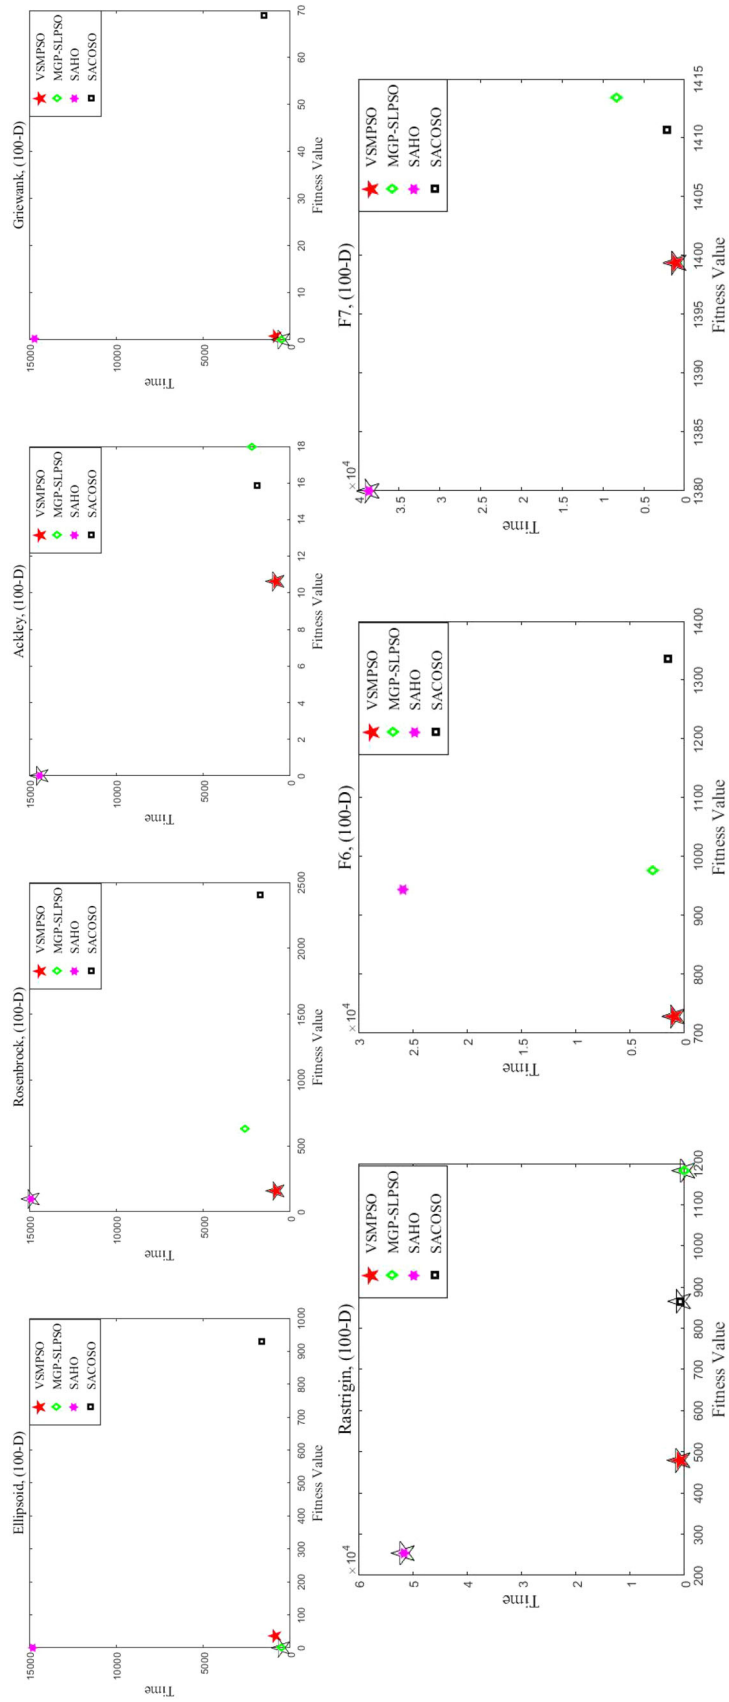 Ellipsoid, (100-D)
VSMPSO
MGP-SLPSO
SAHO
SACOSO
15000
10000
5000
0
Time
0 100 200 300 400 500 600 700 800 900 1000
Fitness Value
Rosenbrock, (100-D)
VSMPSO
MGP-SLPSO
SAHO
SACOSO
15000
10000
5000
0
Time
0 500 1000 1500 2000 2500
Fitness Value
Ackley, (100-D)
VSMPSO
MGP-SLPSO
SAHO
SACOSO
15000
10000
5000
0
Time
0 2 4 6 8 10 12 14 16 18
Fitness Value
Griewank, (100-D)
VSMPSO
MGP-SLPSO
SAHO
SACOSO
15000
10000
5000
0
Time
0 10 20 30 40 50 60 70
Fitness Value
Rastrigin, (100-D)
×10⁴
VSMPSO
MGP-SLPSO
SAHO
SACOSO
6
5
4
3
2
1
0
Time
200 300 400 500 600 700 800 900 1000 1100 1200
Fitness Value
F6, (100-D)
×10⁴
VSMPSO
MGP-SLPSO
SAHO
SACOSO
3
2.5
2
1.5
1
0.5
0
Time
700 800 900 1000 1100 1200 1300 1400
Fitness Value
F7, (100-D)
×10⁴
VSMPSO
MGP-SLPSO
SAHO
SACOSO
4
3.5
3
2.5
2
1.5
1
0.5
0
Time
1380 1385 1390 1395 1400 1405 1410 1415
Fitness Value